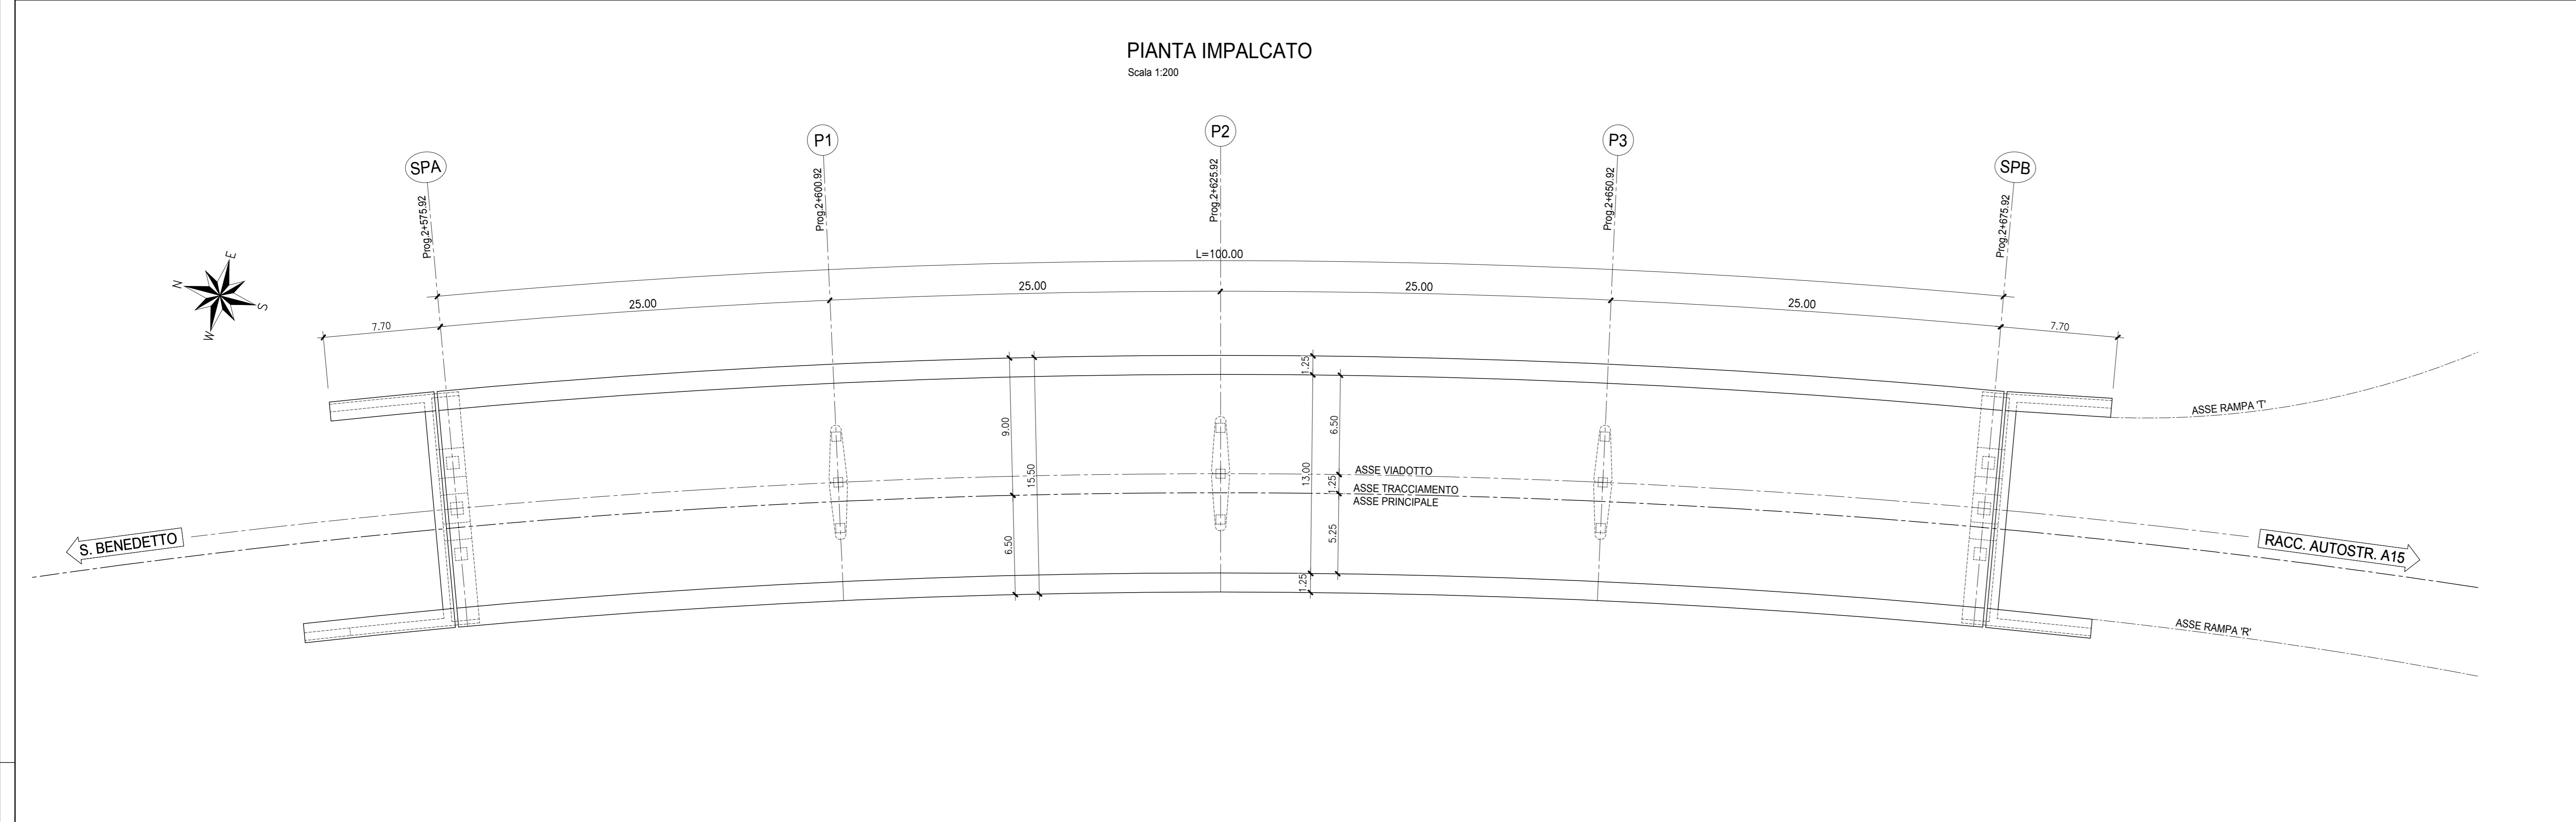 PIANTA IMPALCATO
Scala 1:200
SPA
P1
P2
P3
SPB
Prog.2+575.92
Prog.2+600.92
Prog.2+625.92
Prog.2+650.92
Prog.2+675.92
L=100.00
25.00
25.00
25.00
25.00
7.70
7.70
N
E
S
W
1.25
9.00
15.50
13.00
6.50
6.50
1.25
5.25
1.25
ASSE VIADOTTO
ASSE TRACCIAMENTO
ASSE PRINCIPALE
ASSE RAMPA 'T'
ASSE RAMPA 'R'
S. BENEDETTO
RACC. AUTOSTR. A15